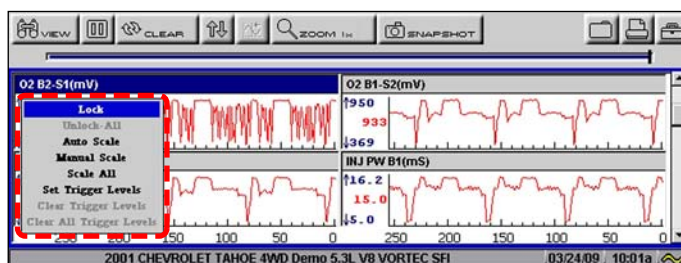 VIEW CLEAR ZOOM 1x SNAPSHOT
O2 B2-S1(mV)
O2 B1-S2(mV)
Lock
Unlock All
Auto Scale
Manual Scale
Scale All
Set Trigger Levels
Clear Trigger Levels
Clear All Trigger Levels
950
933
369
INJ PW B1(mS)
16.2
15.0
5.0
250 200 150 100 50 0
250 200 150 100 50 0
2001 CHEVROLET TAHOE 4WD Demo 5.3L V8 VORTEC SFI 03/24/09 10:01a